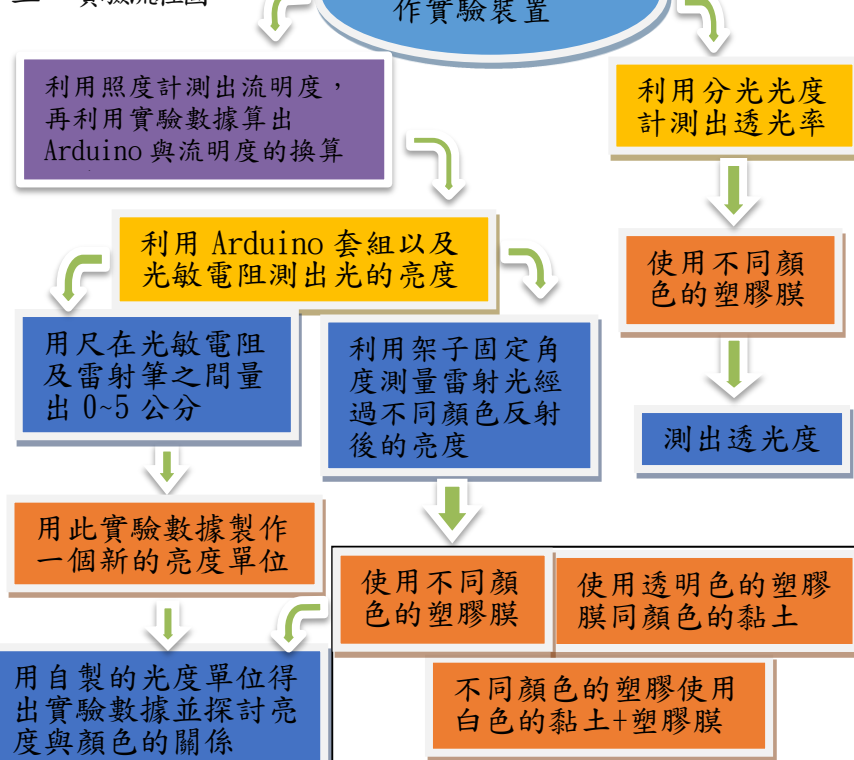 實驗流程圖
作實驗裝置
利用照度計測出流明度，
再利用實驗數據算出
Arduino 與流明度的換算
利用分光光度
計測出透光率
利用 Arduino 套組以及
光敏電阻測出光的亮度
使用不同顏
色的塑膠膜
用尺在光敏電阻
及雷射筆之間量
出 0~5 公分
利用架子固定角
度測量雷射光經
過不同顏色反射
後的亮度
測出透光度
用此實驗數據製作
一個新的亮度單位
使用不同顏
色的塑膠膜
使用透明色的塑膠
膜同顏色的黏土
用自製的光度單位得
出實驗數據並探討亮
度與顏色的關係
不同顏色的塑膠使用
白色的黏土+塑膠膜